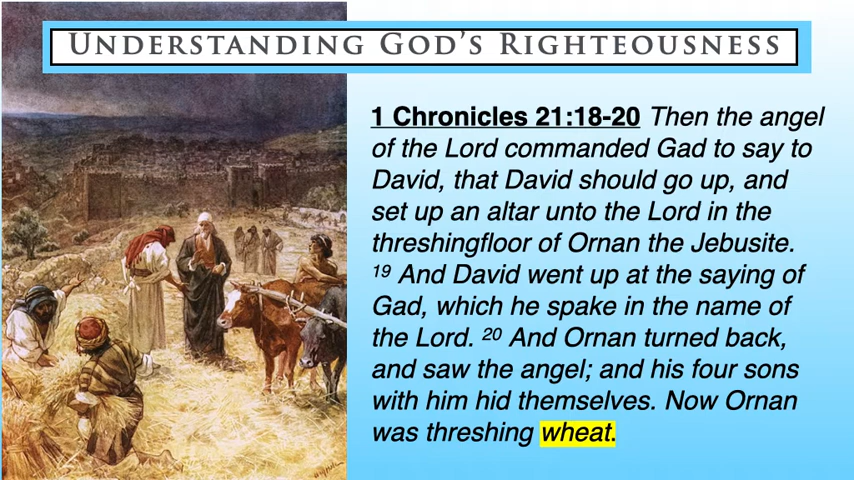 UNDERSTANDING GOD'S RIGHTEOUSNESS
1 Chronicles 21:18-20 Then the angel
of the Lord commanded Gad to say to
David, that David should go up, and
set up an altar unto the Lord in the
threshingfloor of Ornan the Jebusite.
19 And David went up at the saying of
Gad, which he spake in the name of
the Lord. 20 And Ornan turned back,
and saw the angel; and his four sons
with him hid themselves. Now Ornan
was threshing wheat.